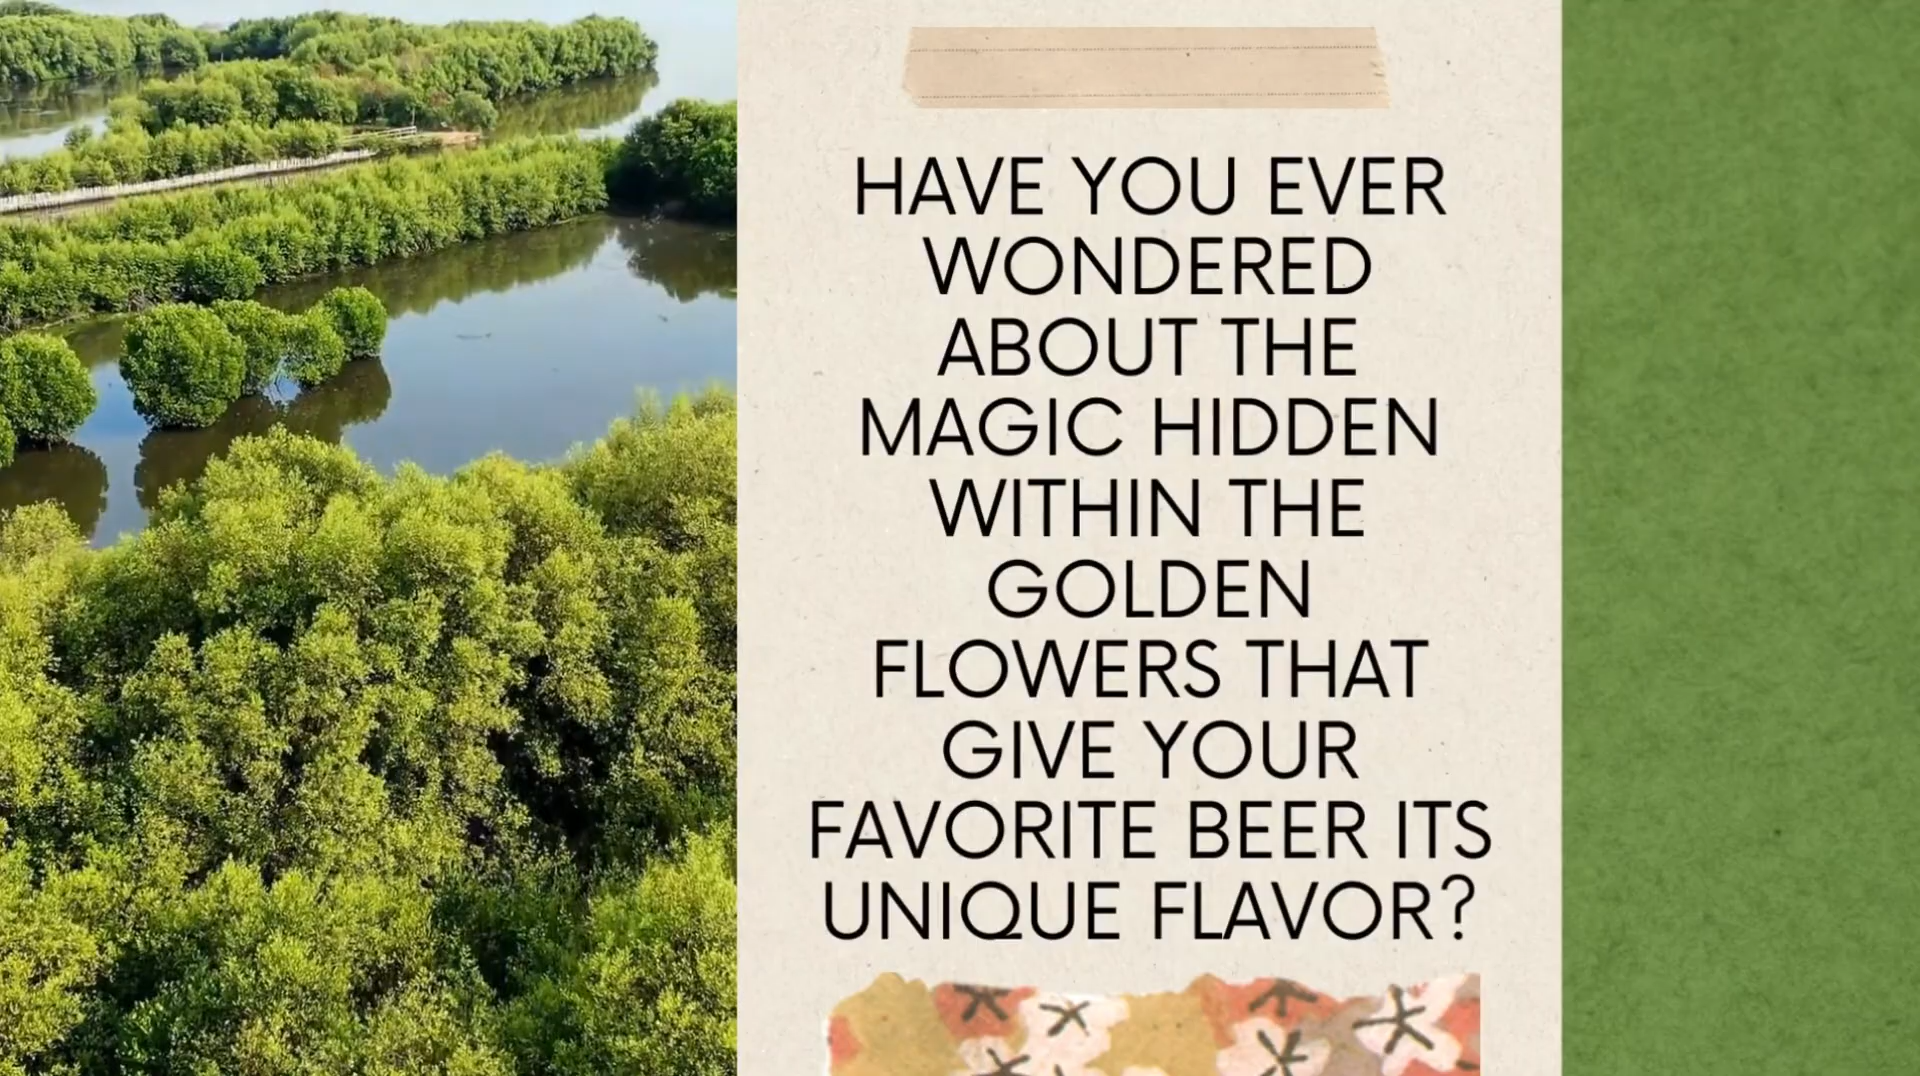 HAVE YOU EVER
WONDERED
ABOUT THE
MAGIC HIDDEN
WITHIN THE
GOLDEN
FLOWERS THAT
GIVE YOUR
FAVORITE BEER ITS
UNIQUE FLAVOR?